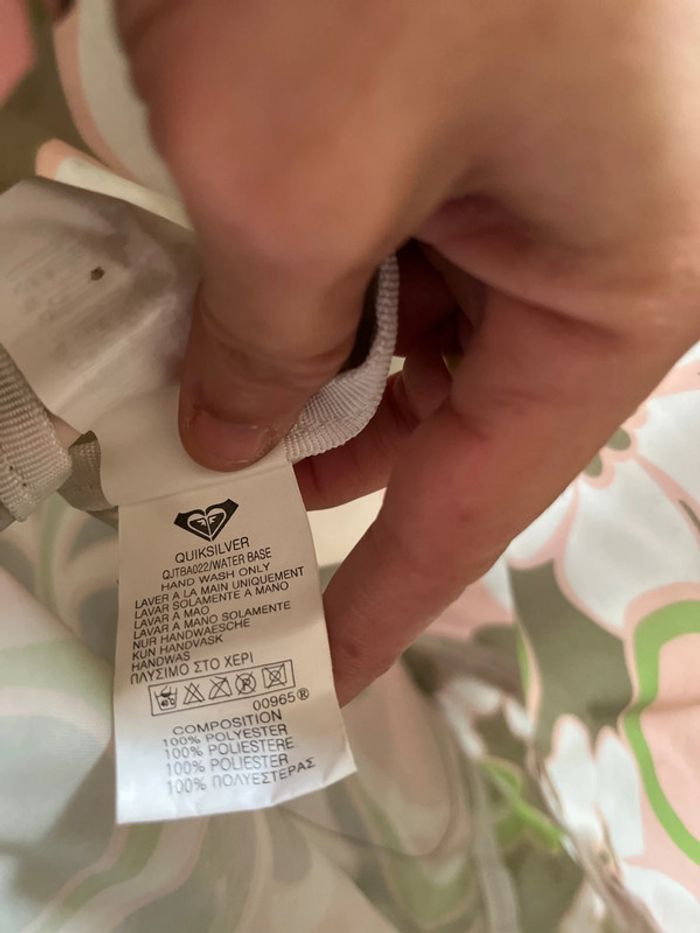 QUIKSILVER
QJTBA022/WATER BASE
HAND WASH ONLY
LAVER A LA MAIN UNIQUEMENT
LAVAR SOLAMENTE A MANO
LAVAR A MAO
LAVARE A MANO SOLAMENTE
NUR HANDWAESCHE
KUN HANDVASK
HANDWAS
ΠΛΥΣΙΜΟ ΣΤΟ ΧΕΡΙ
40°C
00965®
COMPOSITION
100% POLYESTER
100% POLIESTERE
100% POLIESTER
100% ΠΟΛΥΕΣΤΕΡΑΣ